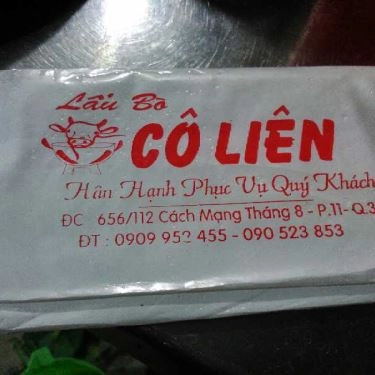 Lẩu Bò
CÔ LIÊN
Hân Hạnh Phục Vụ Quý Khách
ĐC 656/112 Cách Mạng Tháng 8 - P.11- Q.3
ĐT : 0909 952 455 - 090 523 853